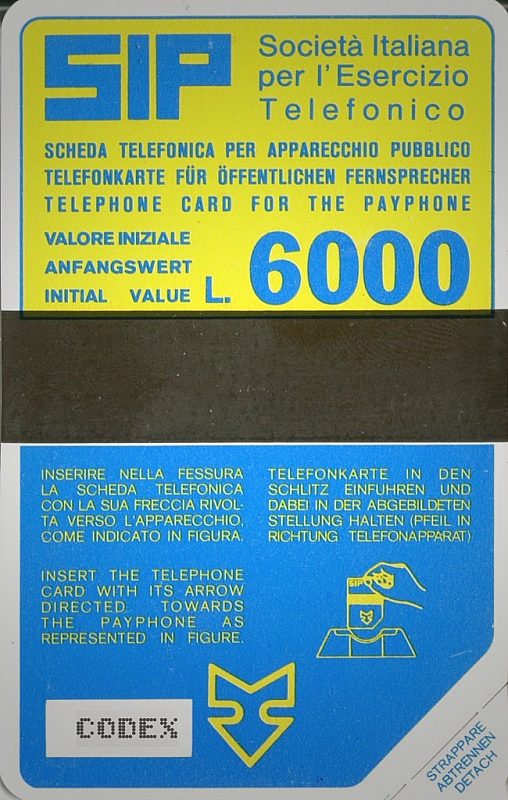 SIP
Società Italiana
per l'Esercizio
Telefonico
SCHEDA TELEFONICA PER APPARECCHIO PUBBLICO
TELEFONKARTE FÜR ÖFFENTLICHEN FERNSPRECHER
TELEPHONE CARD FOR THE PAYPHONE
VALORE INIZIALE
ANFANGSWERT
INITIAL VALUE L. 6000
INSERIRE NELLA FESSURA
LA SCHEDA TELEFONICA
CON LA SUA FRECCIA RIVOL-
TA VERSO L'APPARECCHIO,
COME INDICATO IN FIGURA.
TELEFONKARTE IN DEN
SCHLITZ EINFUHREN UND
DABEI IN DER ABGEBILDETEN
STELLUNG HALTEN (PFEIL IN
RICHTUNG TELEFONAPPARAT)
INSERT THE TELEPHONE
CARD WITH ITS ARROW
DIRECTED TOWARDS
THE PAYPHONE AS
REPRESENTED IN FIGURE.
SIP
CODEX
STRAPPARE
ABTRENNEN
DETACH